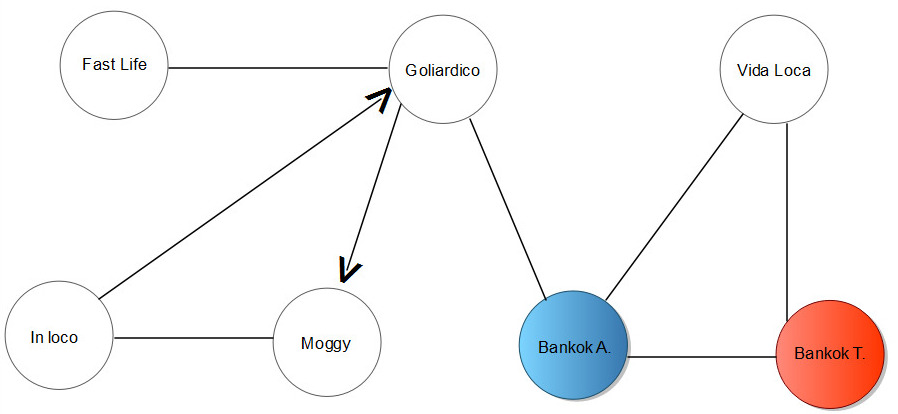 Fast Life
Goliardico
Vida Loca
In loco
Moggy
Bankok A.
Bankok T.